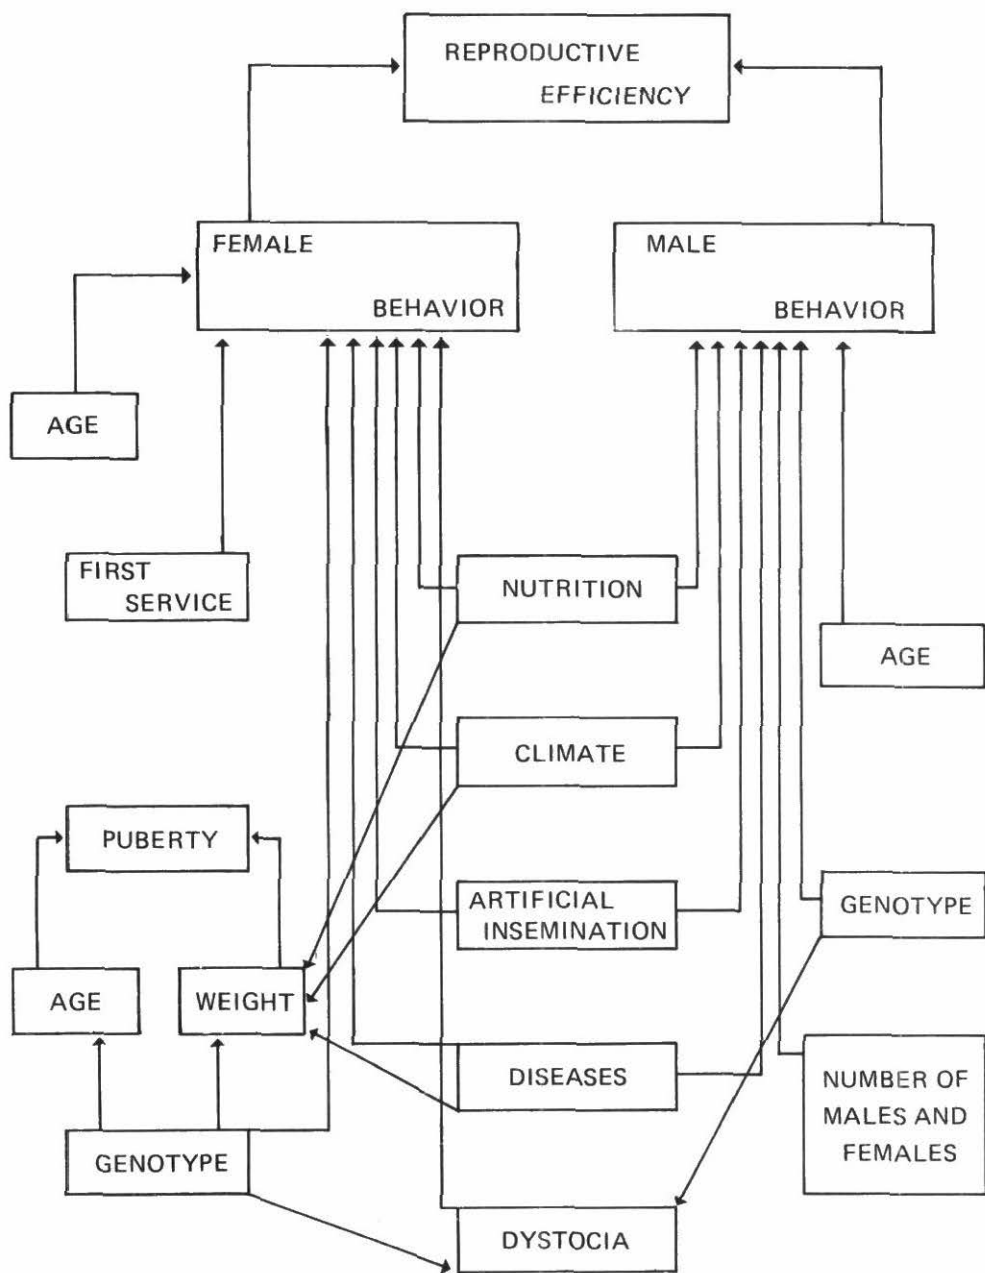 REPRODUCTIVE
EFFICIENCY
FEMALE
BEHAVIOR
MALE
BEHAVIOR
AGE
FIRST
SERVICE
NUTRITION
AGE
CLIMATE
PUBERTY
ARTIFICIAL
INSEMINATION
GENOTYPE
AGE
WEIGHT
DISEASES
NUMBER OF
MALES AND
FEMALES
GENOTYPE
DYSTOCIA